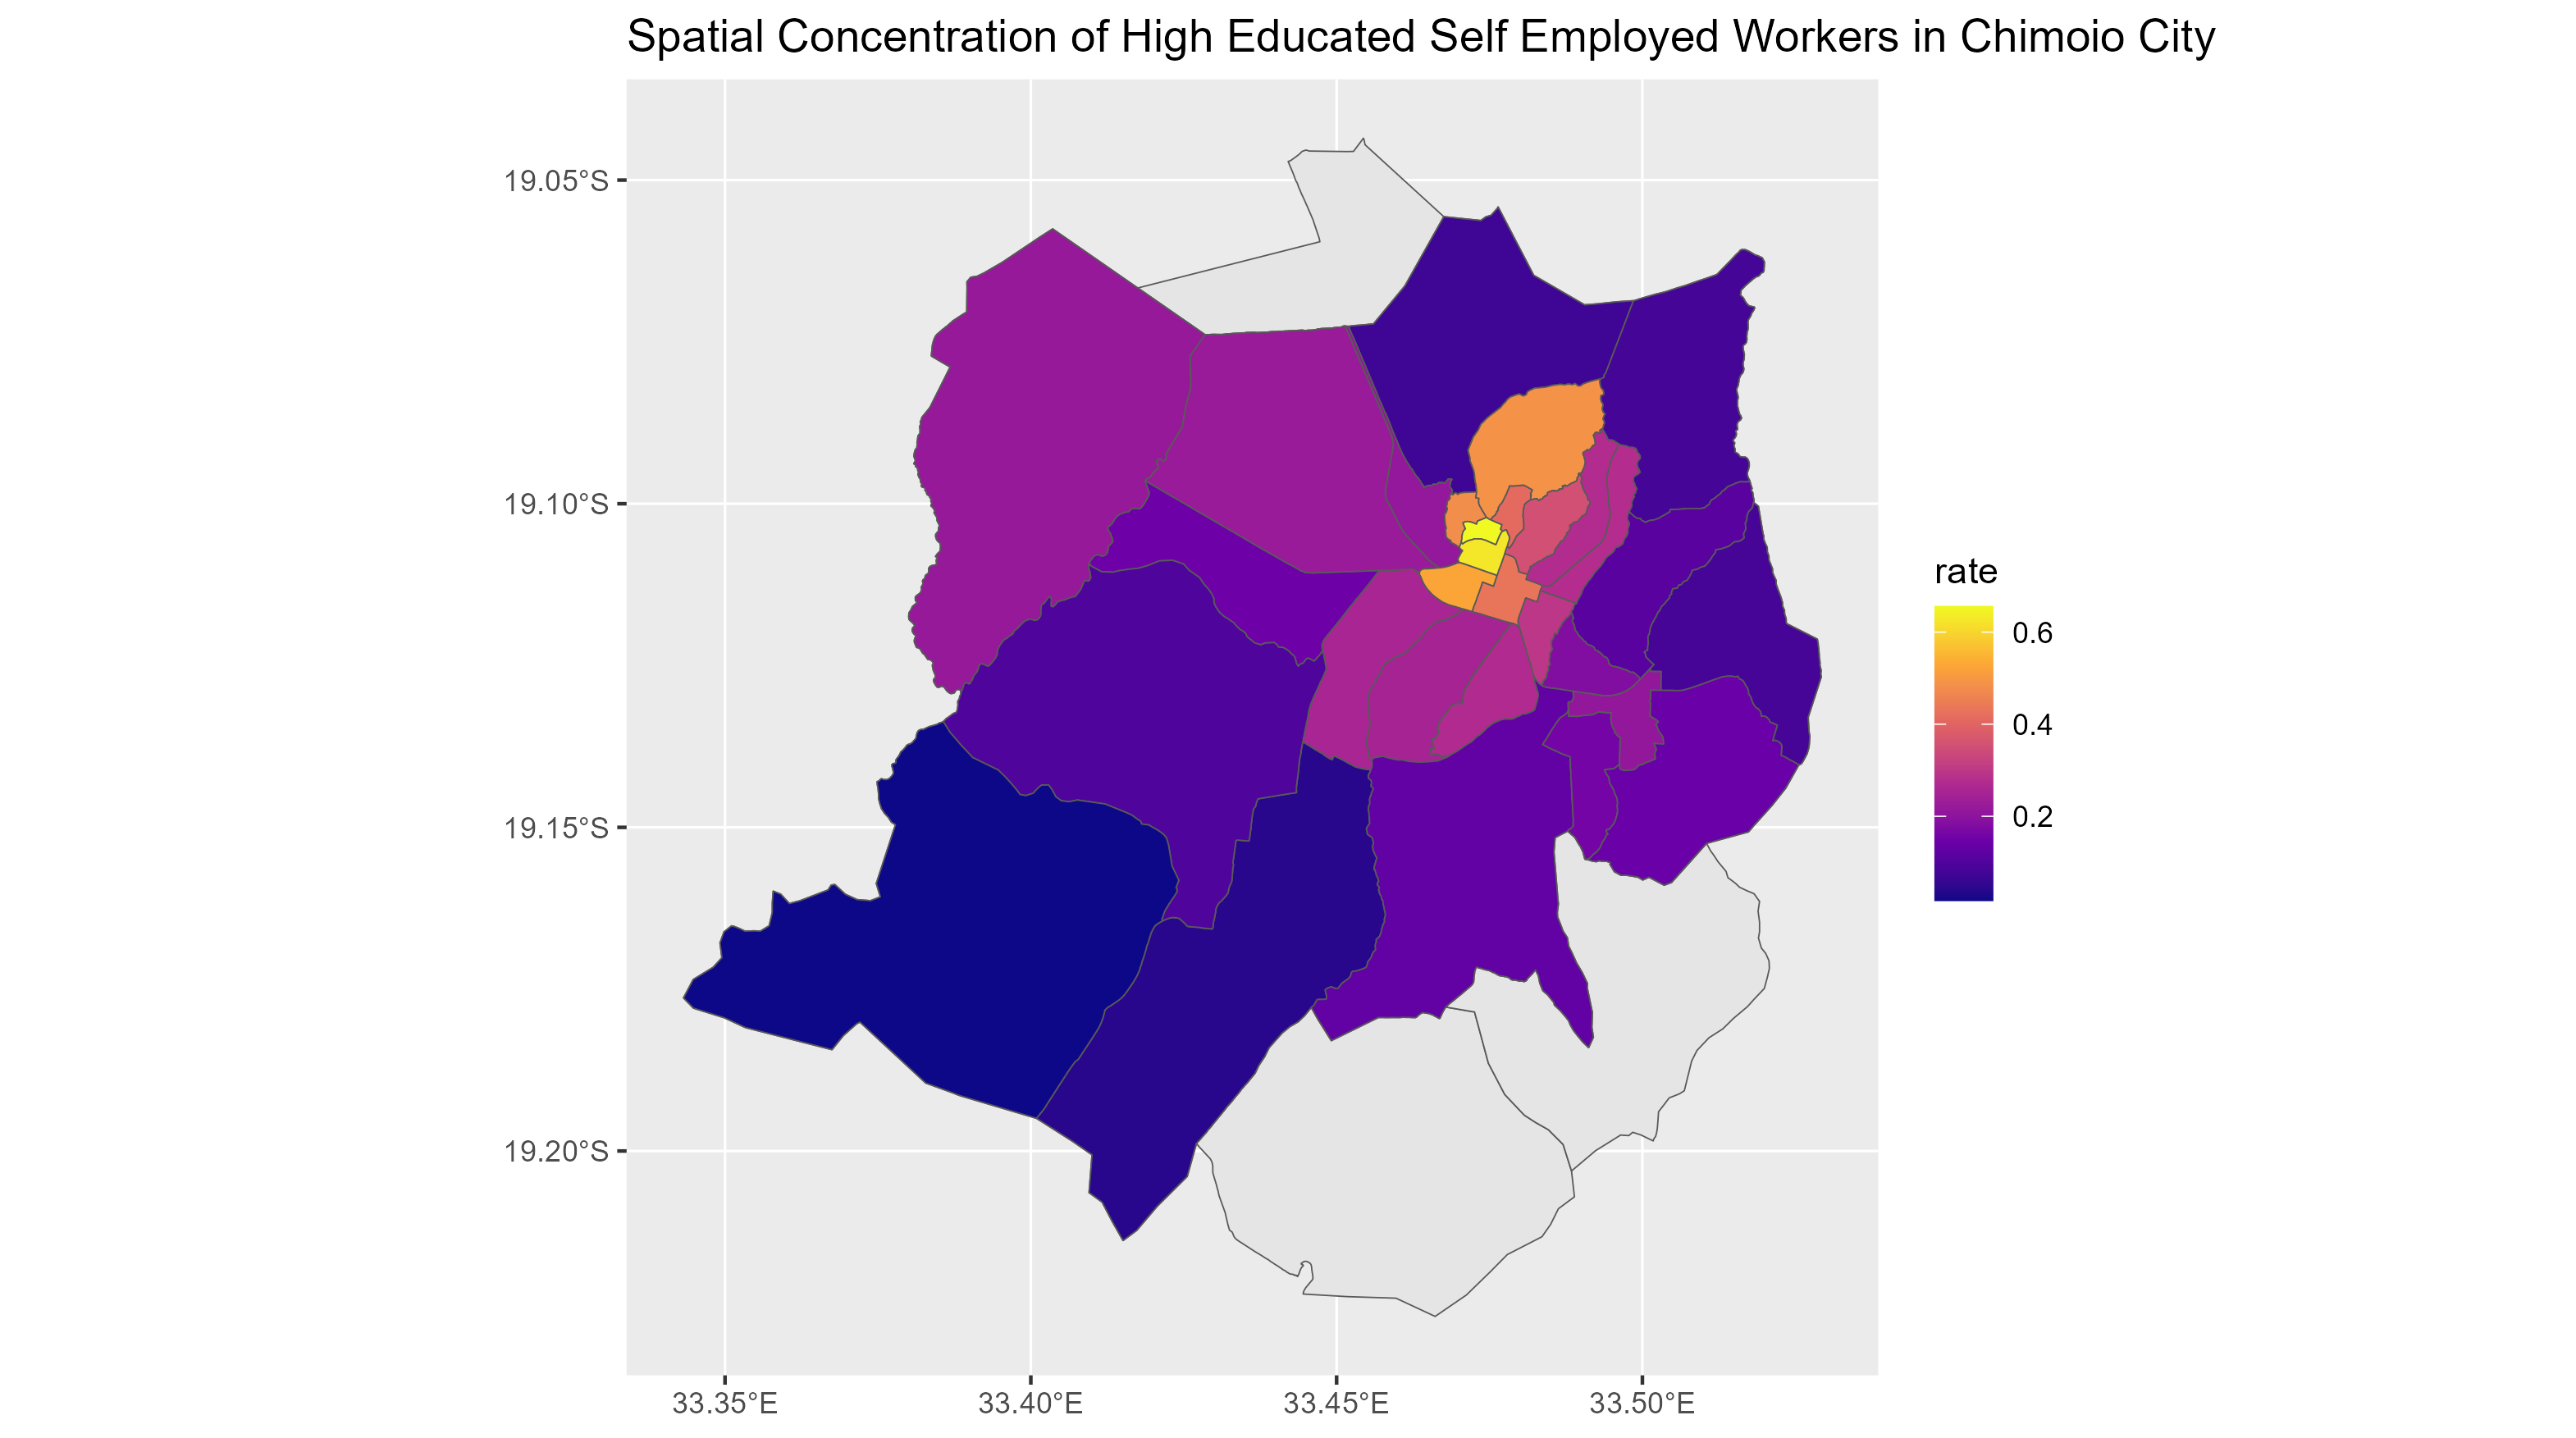 Spatial Concentration of High Educated Self Employed Workers in Chimoio City
19.05°S
19.10°S
19.15°S
19.20°S
33.35°E
33.40°E
33.45°E
33.50°E
rate
0.6
0.4
0.2